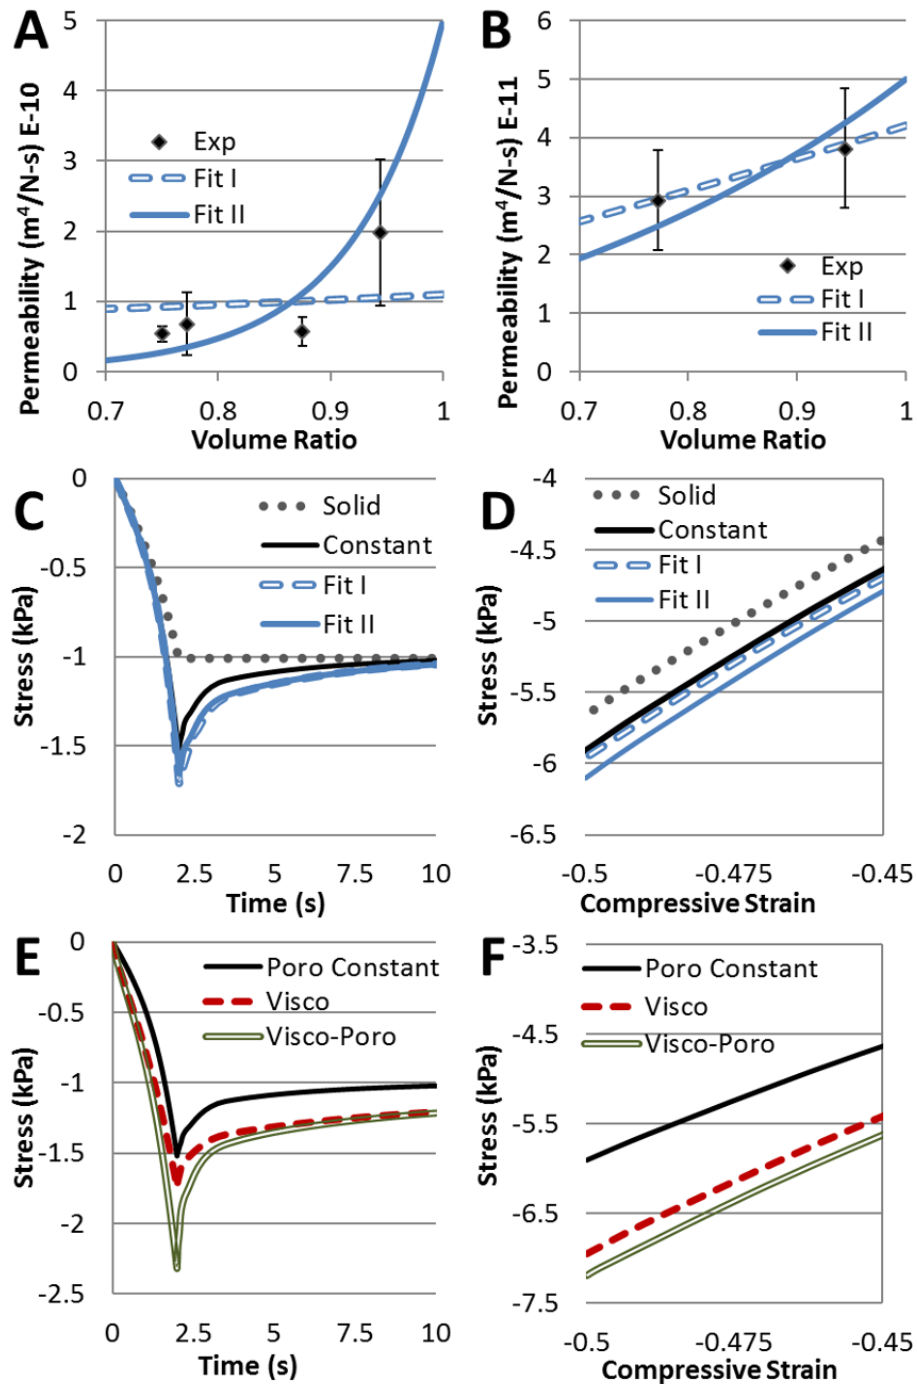 A
Permeability (m⁴/N-s) E-10
5
4
3
2
1
0
Exp
Fit I
Fit II
0.7
0.8
0.9
1
Volume Ratio
B
Permeability (m⁴/N-s) E-11
6
5
4
3
2
1
0
Exp
Fit I
Fit II
0.7
0.8
0.9
1
Volume Ratio
C
Stress (kPa)
0
-0.5
-1
-1.5
-2
Solid
Constant
Fit I
Fit II
0
2.5
5
7.5
10
Time (s)
D
Stress (kPa)
-4
-4.5
-5
-5.5
-6
-6.5
Solid
Constant
Fit I
Fit II
-0.5
-0.475
-0.45
Compressive Strain
E
Stress (kPa)
0
-0.5
-1
-1.5
-2
-2.5
Poro Constant
Visco
Visco-Poro
0
2.5
5
7.5
10
Time (s)
F
Stress (kPa)
-3.5
-4.5
-5.5
-6.5
-7.5
Poro Constant
Visco
Visco-Poro
-0.5
-0.475
-0.45
Compressive Strain